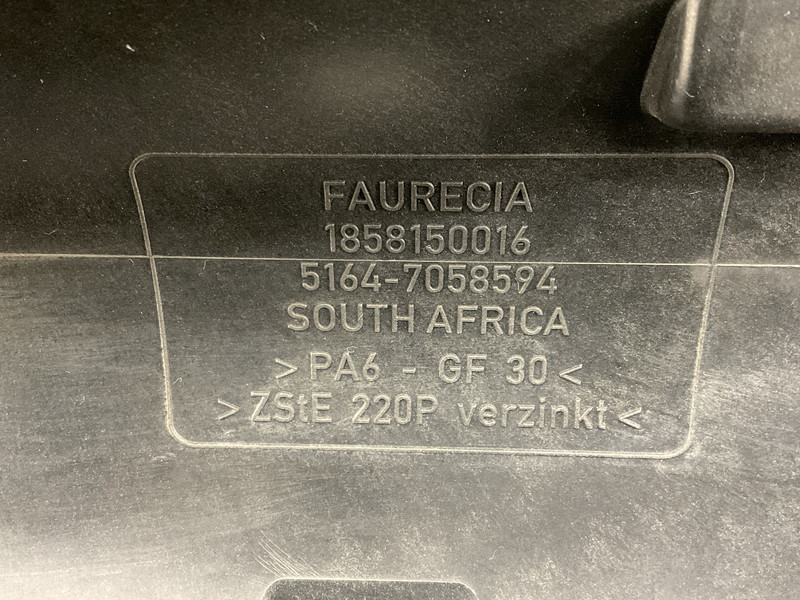 FAURECIA
1858150016
5164-7058594
SOUTH AFRICA
>PA6 - GF 30<
>ZStE 220P verzinkt<